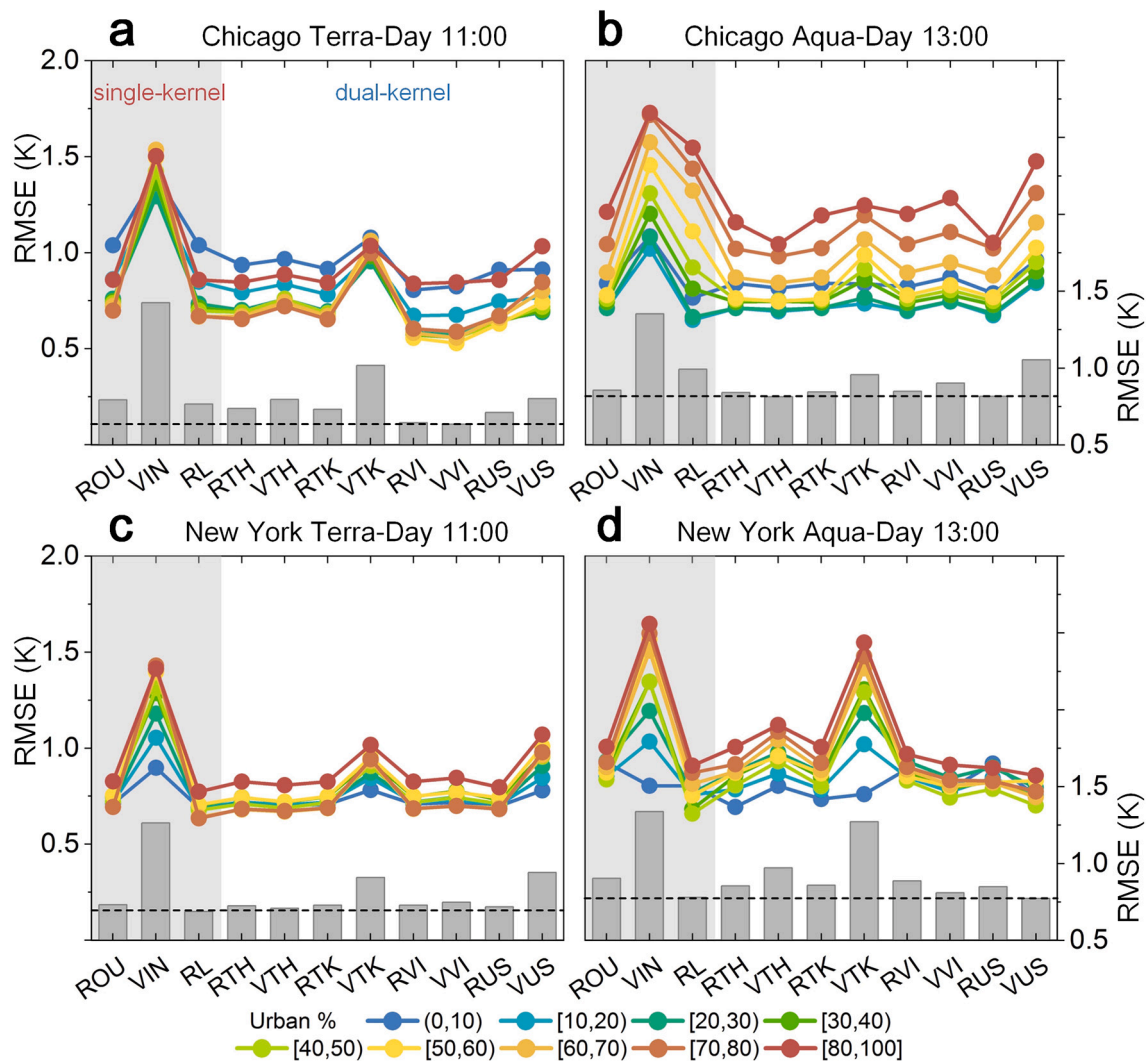 a Chicago Terra-Day 11:00
b Chicago Aqua-Day 13:00
2.0
1.5
1.0
0.5
RMSE (K)
single-kernel
dual-kernel
1.5
1.0
0.5
RMSE (K)
ROU VIN RL RTH VTH RTK VTK RVI VVI RUS VUS
ROU VIN RL RTH VTH RTK VTK RVI VVI RUS VUS
c New York Terra-Day 11:00
d New York Aqua-Day 13:00
2.0
1.5
1.0
0.5
RMSE (K)
1.5
1.0
0.5
RMSE (K)
ROU VIN RL RTH VTH RTK VTK RVI VVI RUS VUS
ROU VIN RL RTH VTH RTK VTK RVI VVI RUS VUS
Urban % (0,10) [10,20) [20,30) [30,40)
[40,50) [50,60) [60,70) [70,80) [80,100]